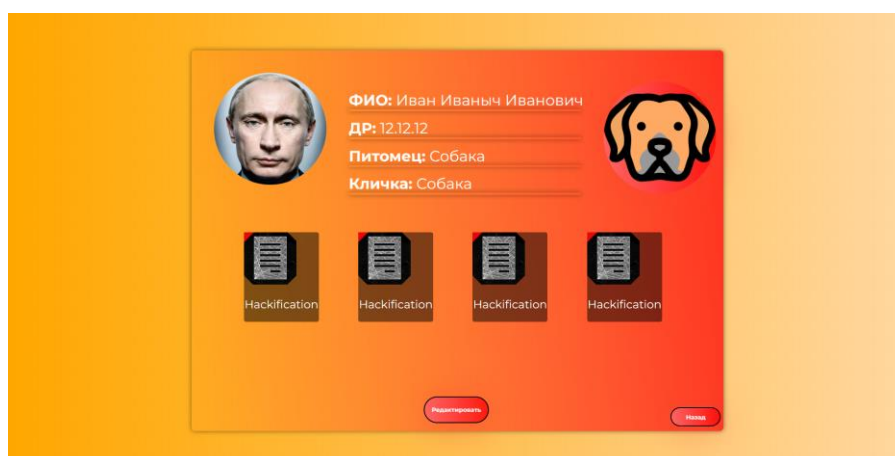 ФИО: Иван Иваныч Иванович
ДР: 12.12.12
Питомец: Собака
Кличка: Собака
Hackification
Hackification
Hackification
Hackification
Редактировать
Назад